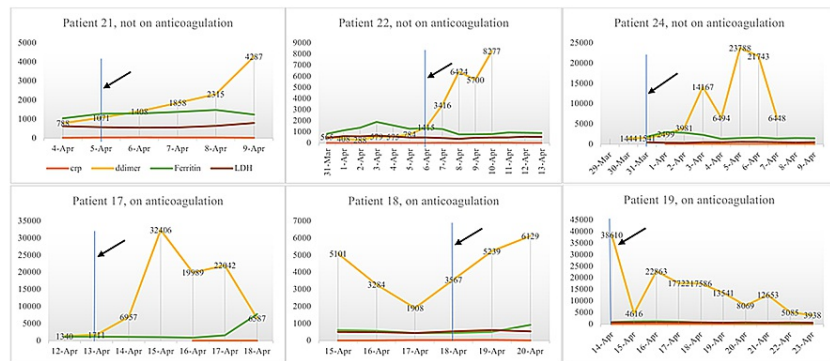 Patient 21, not on anticoagulation
5000
4000
3000
2000
1000
0
788
1071
1408
1858
2315
4287
4-Apr
5-Apr
6-Apr
7-Apr
8-Apr
9-Apr
crp
ddimer
Ferritin
LDH
Patient 22, not on anticoagulation
9000
8000
7000
6000
5000
4000
3000
2000
1000
0
408
288
579
575
784
1415
3416
6424
5700
8277
31-Mar
1-Apr
2-Apr
3-Apr
4-Apr
5-Apr
6-Apr
7-Apr
8-Apr
9-Apr
10-Apr
11-Apr
12-Apr
13-Apr
Patient 24, not on anticoagulation
25000
20000
15000
10000
5000
0
1444
1541
2499
3981
14167
6494
23788
21743
6448
29-Mar
30-Mar
31-Mar
1-Apr
2-Apr
3-Apr
4-Apr
5-Apr
6-Apr
7-Apr
8-Apr
9-Apr
Patient 17, on anticoagulation
35000
30000
25000
20000
15000
10000
5000
0
1340
1711
6957
32406
19989
22042
6587
12-Apr
13-Apr
14-Apr
15-Apr
16-Apr
17-Apr
18-Apr
Patient 18, on anticoagulation
7000
6000
5000
4000
3000
2000
1000
0
5101
3284
1908
3567
5239
6129
15-Apr
16-Apr
17-Apr
18-Apr
19-Apr
20-Apr
Patient 19, on anticoagulation
45000
40000
35000
30000
25000
20000
15000
10000
5000
0
38610
4616
22863
17722
17586
13541
8069
12653
5085
3938
14-Apr
15-Apr
16-Apr
17-Apr
18-Apr
19-Apr
20-Apr
21-Apr
22-Apr
23-Apr